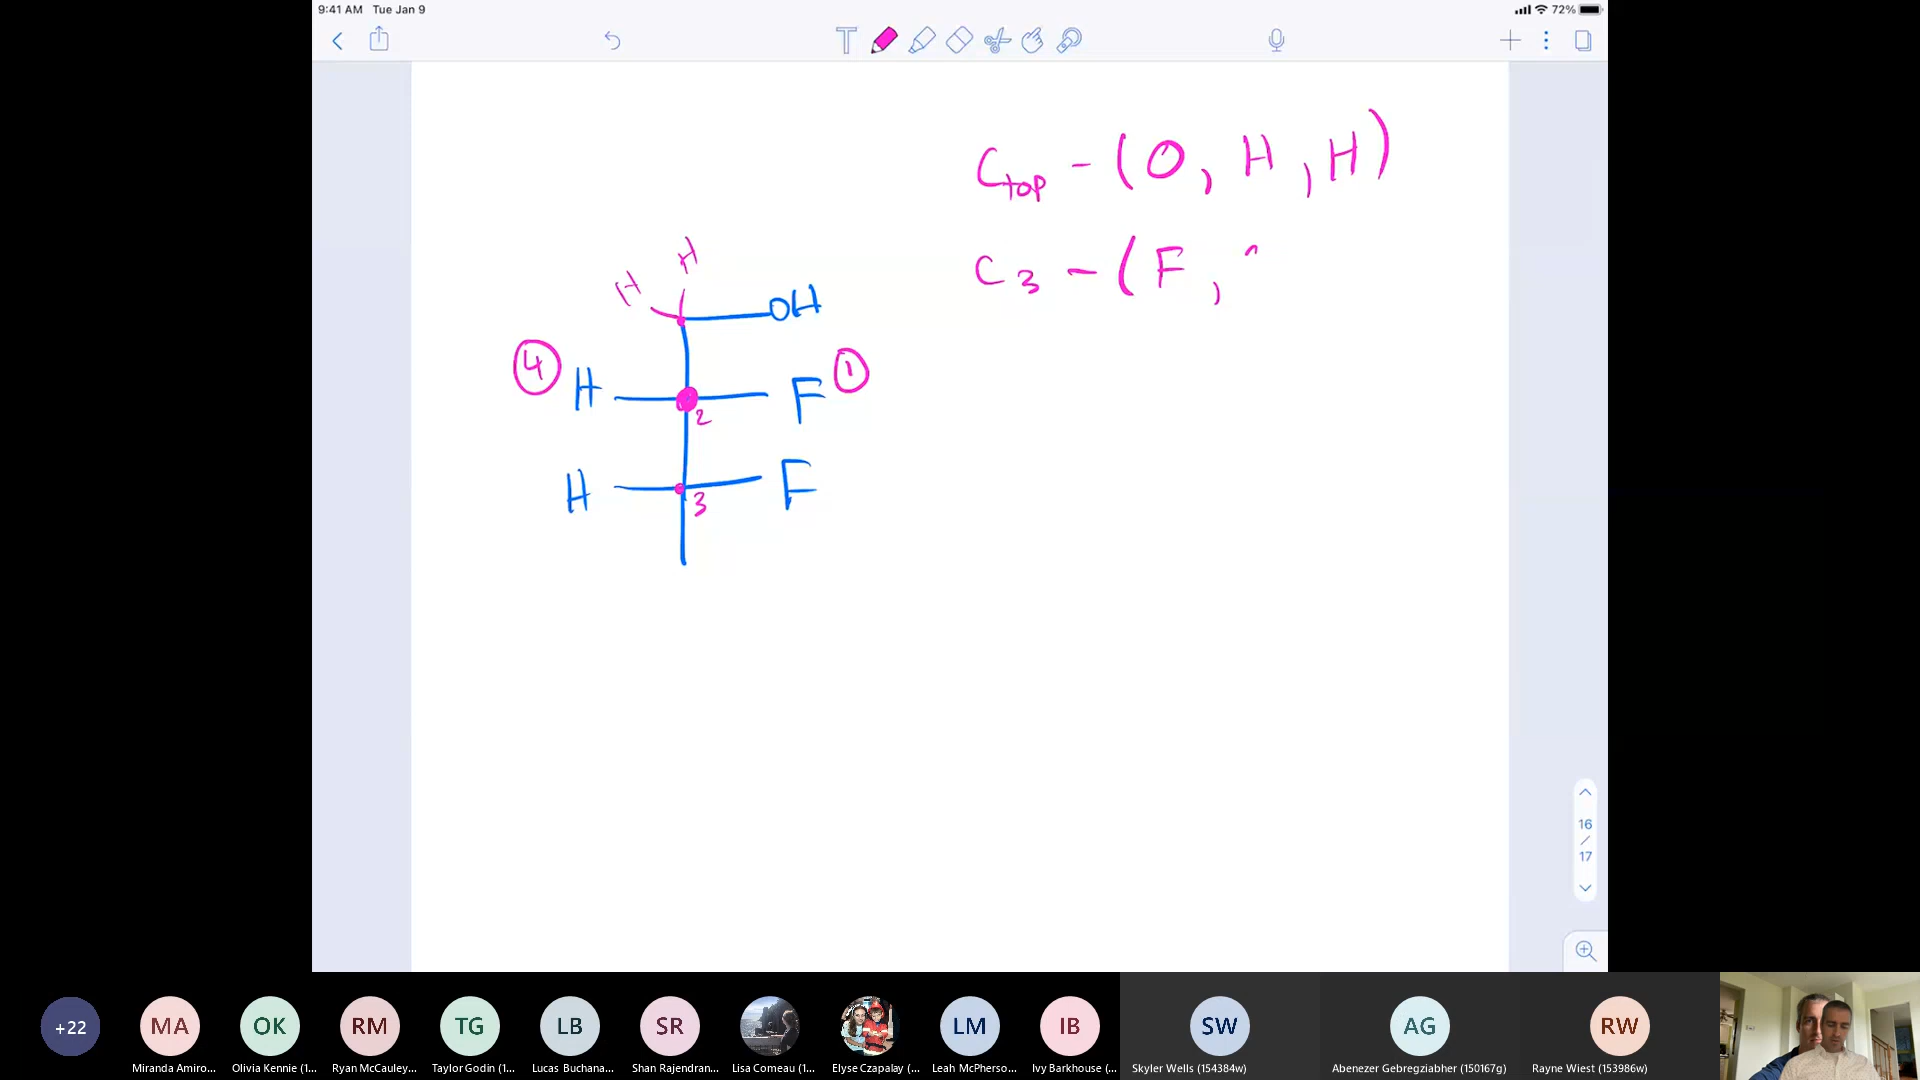 9:41 AM Tue Jan 9
72%
T
C top - (O, H, H)
C 3 - (F,
H
H
OH
4
H
F
1
2
H
F
3
16
/
17
+22
MA
OK
RM
TG
LB
SR
LM
IB
SW
AG
RW
Miranda Amiro...
Olivia Kennie (1...
Ryan McCauley...
Taylor Godin (1...
Lucas Buchana...
Shan Rajendran...
Lisa Comeau (1...
Elyse Czapalay (...
Leah McPherso...
Ivy Barkhouse (...
Skyler Wells (154384w)
Abenezer Gebregziabher (150167g)
Rayne Wiest (153986w)